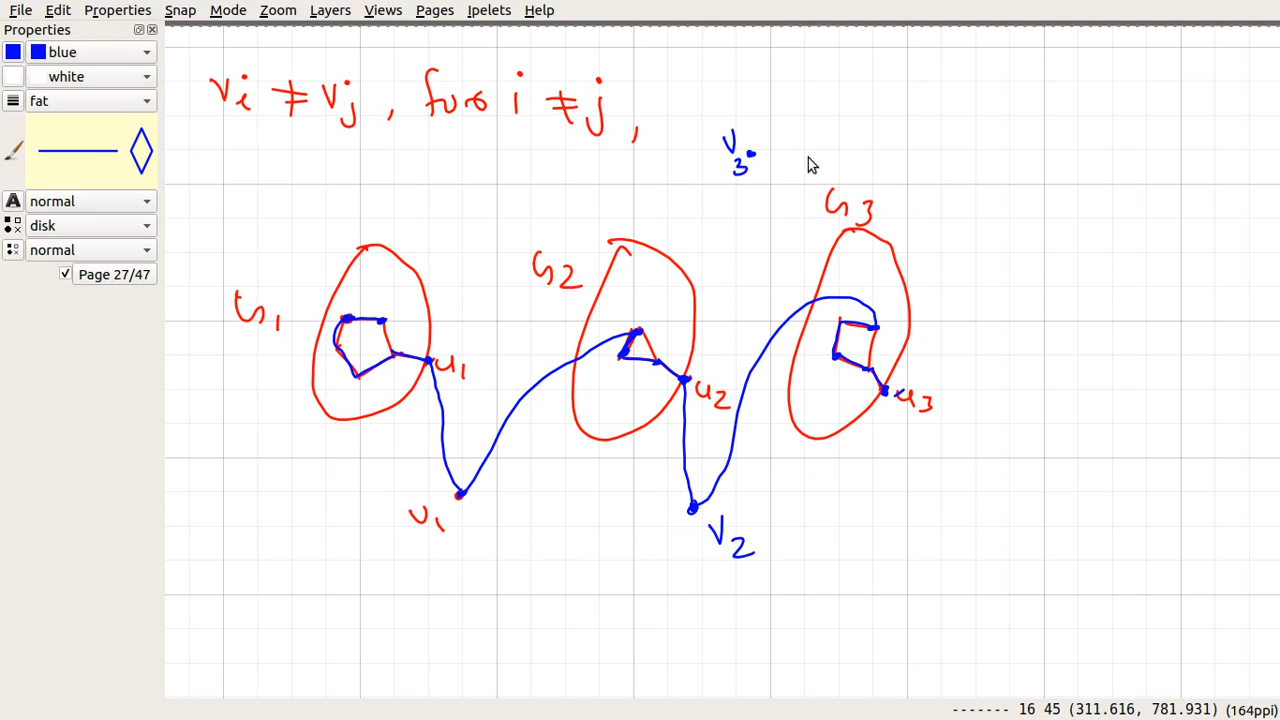 File Edit Properties Snap Mode Zoom Layers Views Pages Ipelets Help
Properties
blue
white
fat
normal
disk
normal
Page 27/47
vi ≠ vj, for i ≠ j,
v3
G3
G2
G1
u1
u2
u3
v1
v2
------- 16 45 (311.616, 781.931) (164ppi)